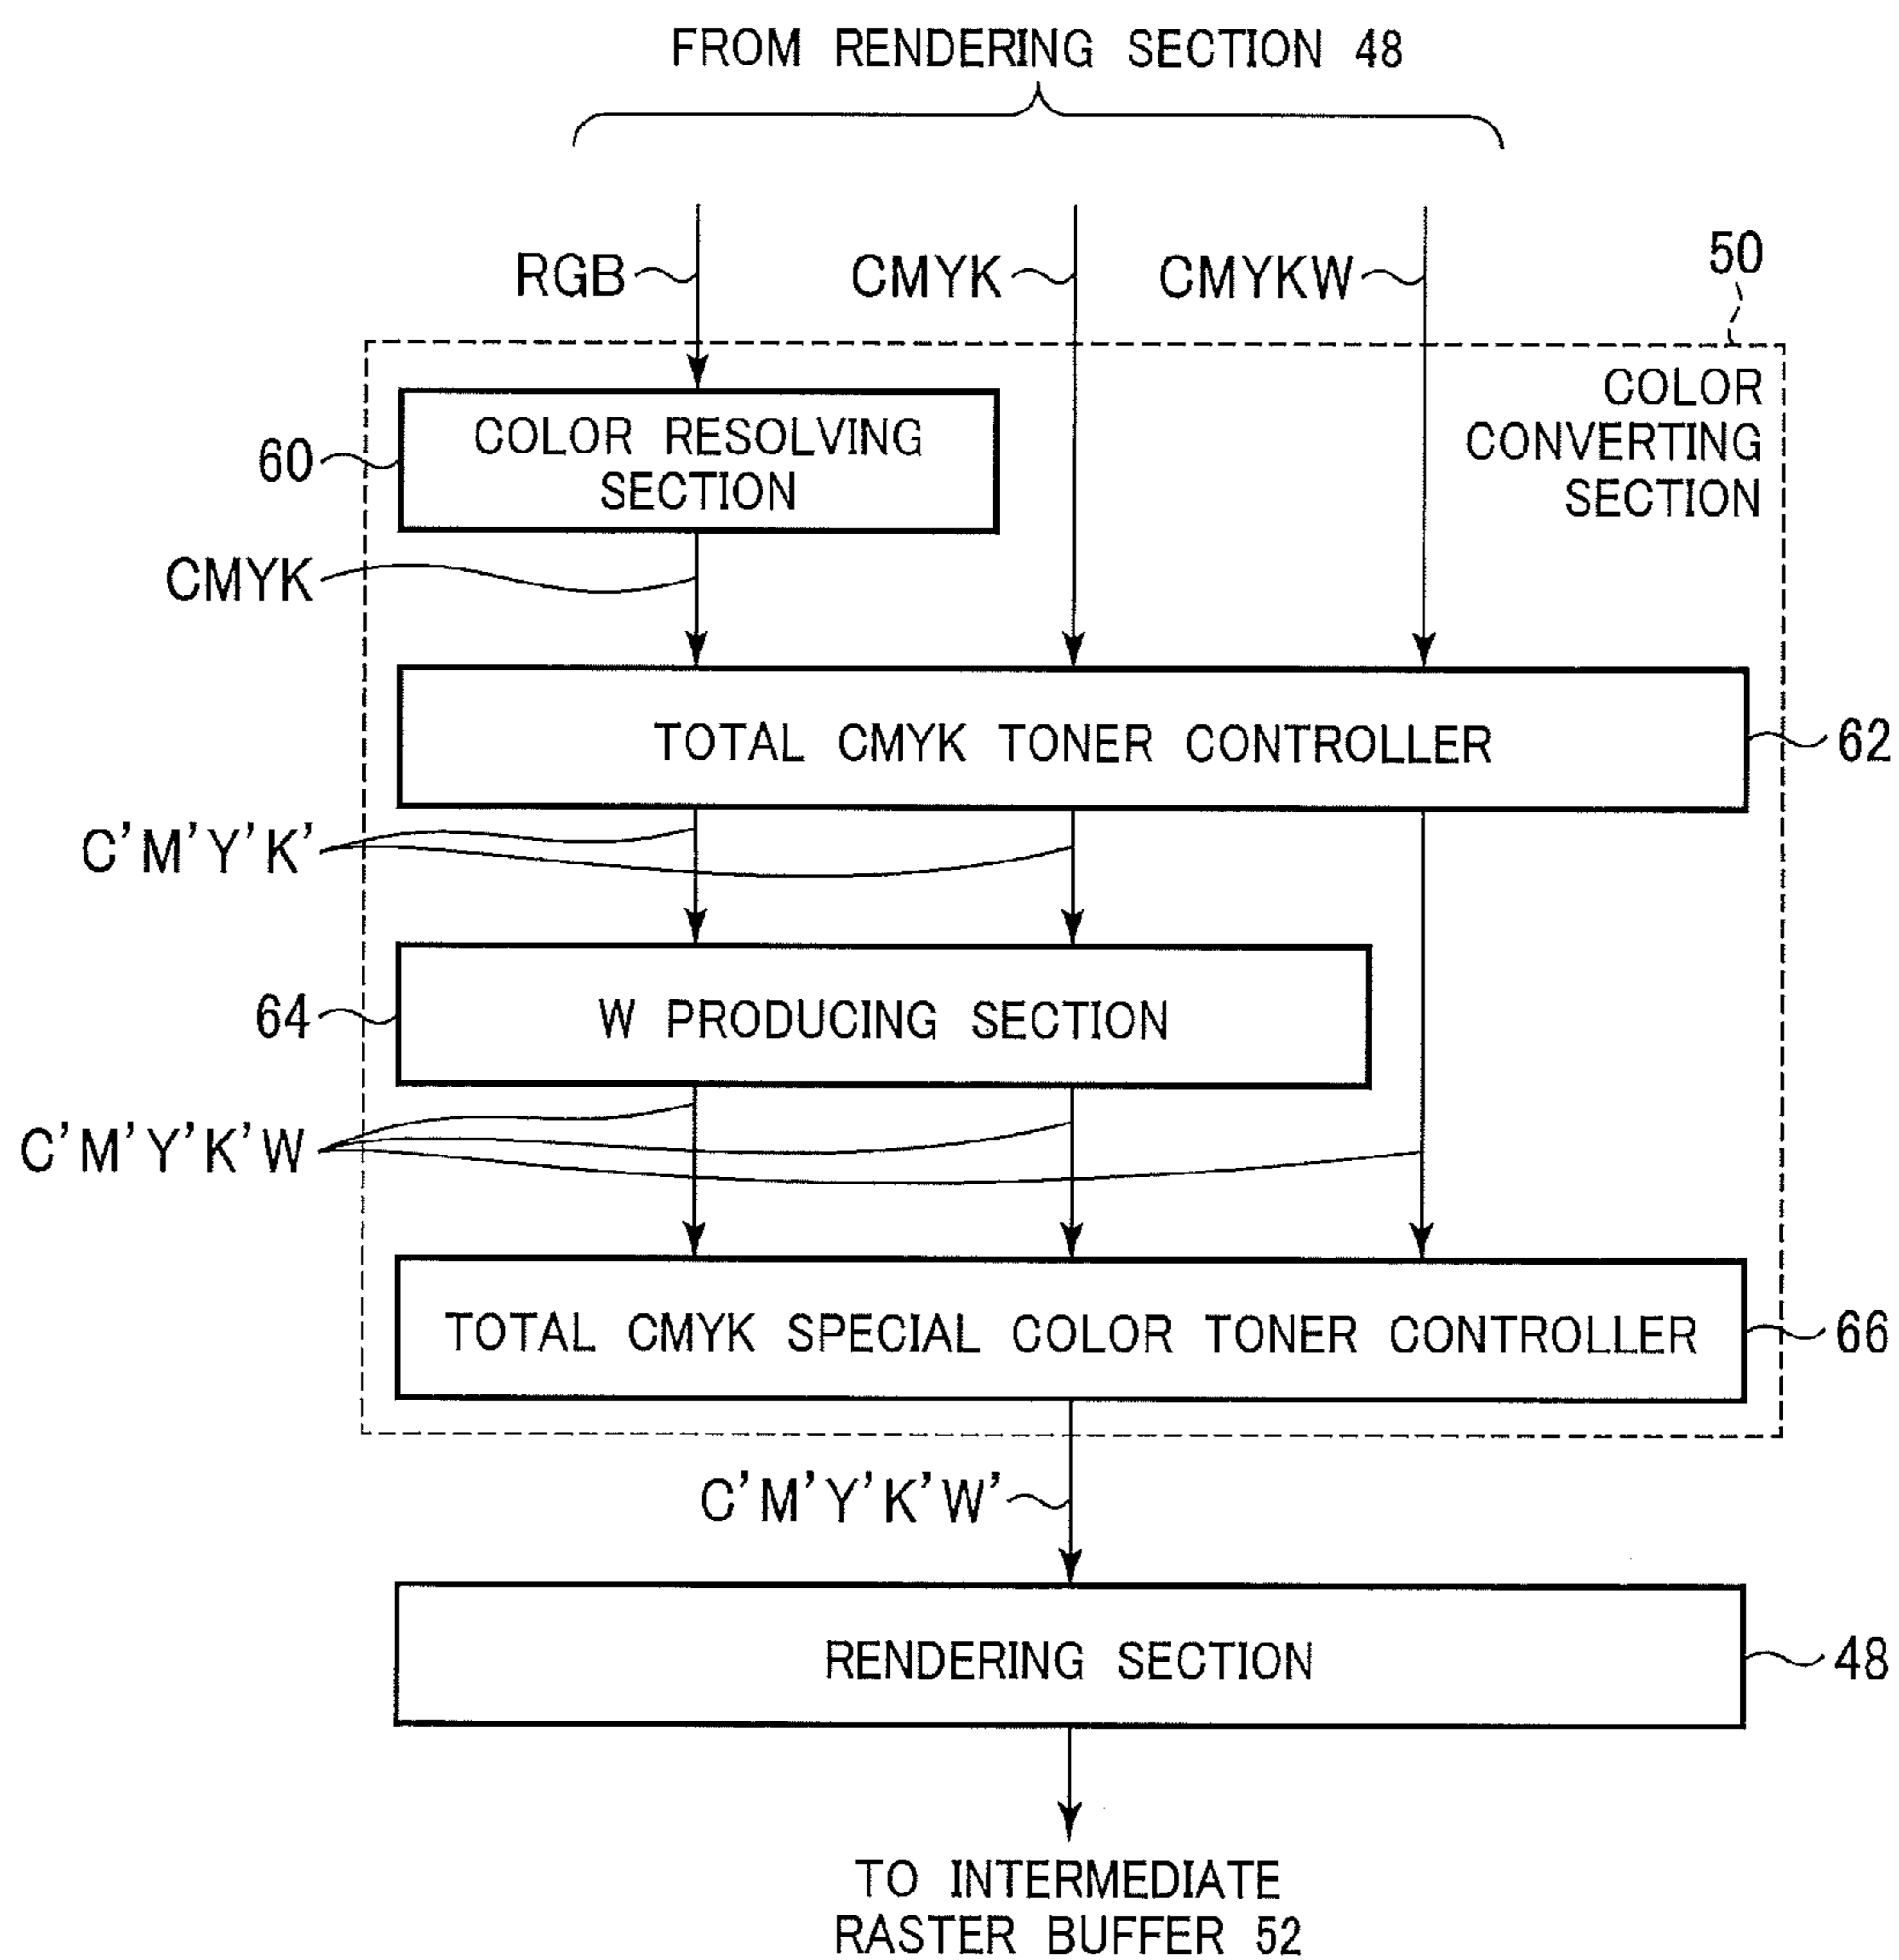 FROM RENDERING SECTION 48
RGB
CMYK
CMYKW
50
COLOR
CONVERTING
SECTION
60
COLOR RESOLVING
SECTION
CMYK
TOTAL CMYK TONER CONTROLLER
62
C'M'Y'K'
64
W PRODUCING SECTION
C'M'Y'K'W
TOTAL CMYK SPECIAL COLOR TONER CONTROLLER
66
C'M'Y'K'W'
RENDERING SECTION
48
TO INTERMEDIATE
RASTER BUFFER 52